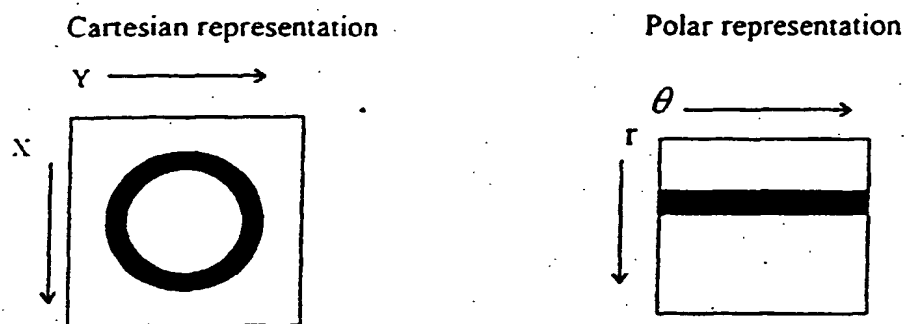 Cartesian representation
Polar representation
Y
X
θ
r